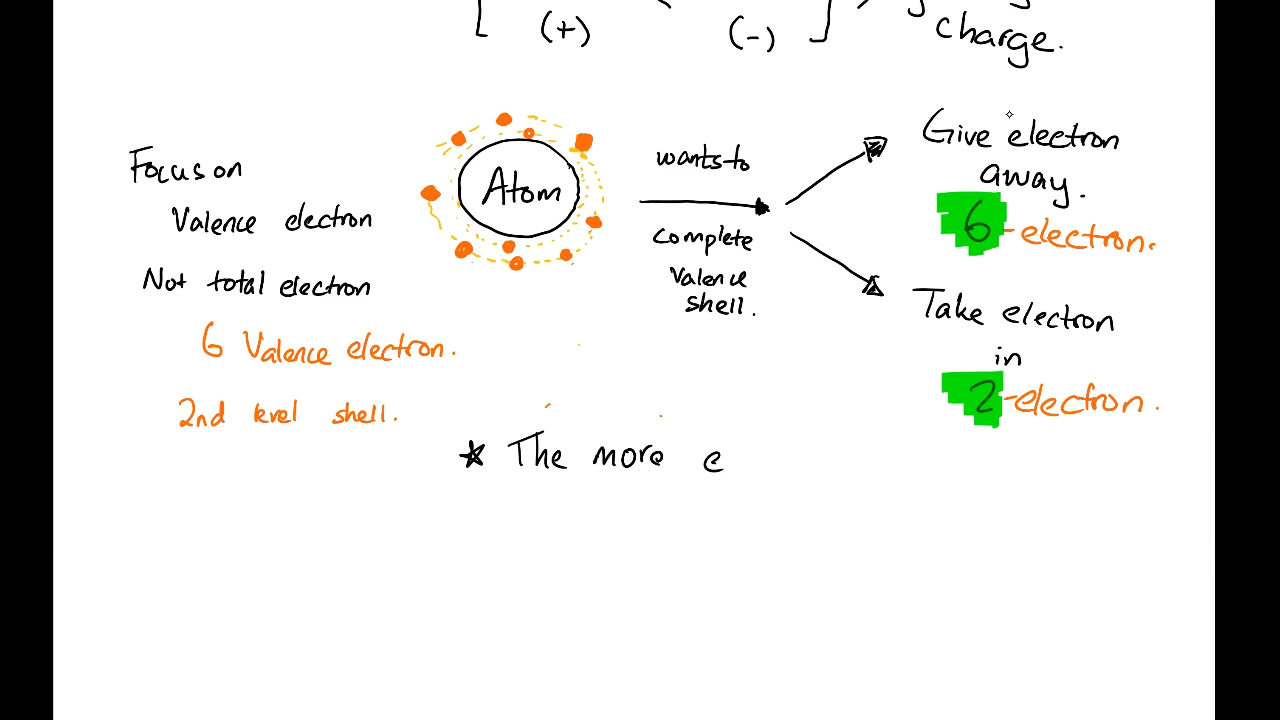 (+)
(-)
charge.
Focus on
Valence electron
Not total electron
6 Valence electron.
2nd level shell.
Atom
wants to
complete
Valence
shell.
Give electron
away.
6-electron.
Take electron
in
2-electron.
* The more e